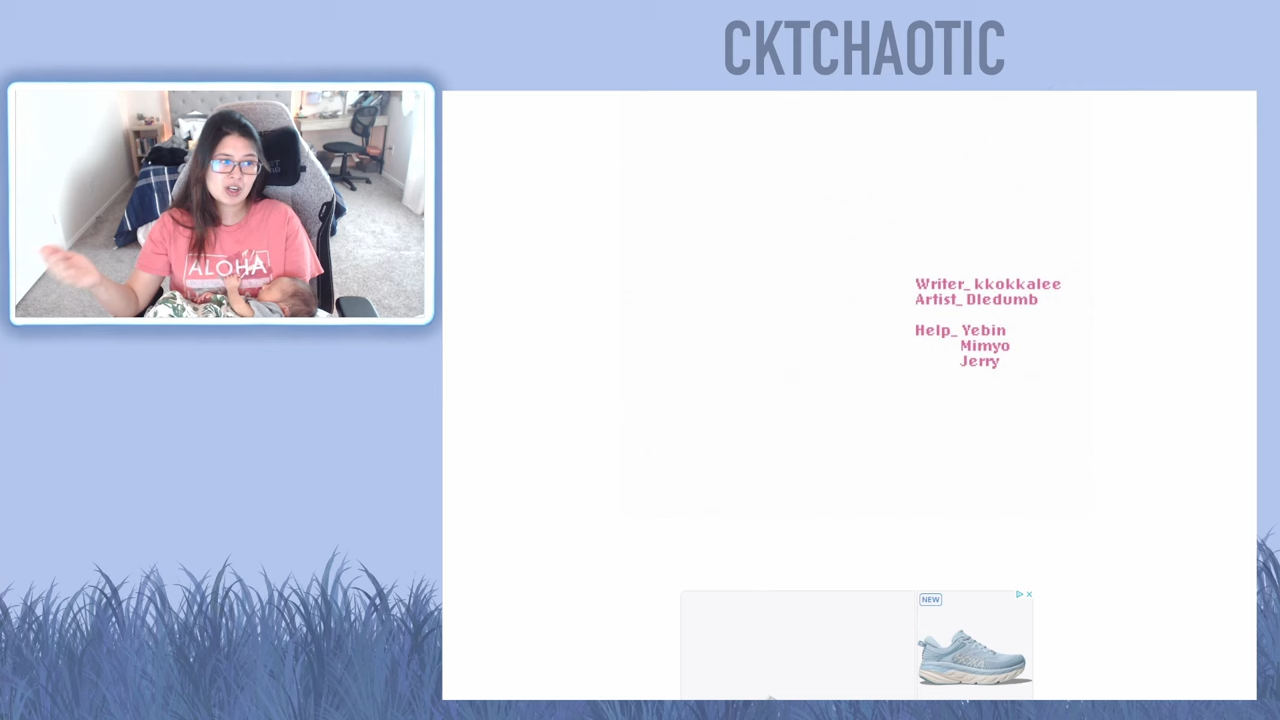 CKTCHAOTIC
ALOHA
Writer_ kkokkalee
Artist_ Dledumb
Help_ Yebin
Mimyo
Jerry
NEW